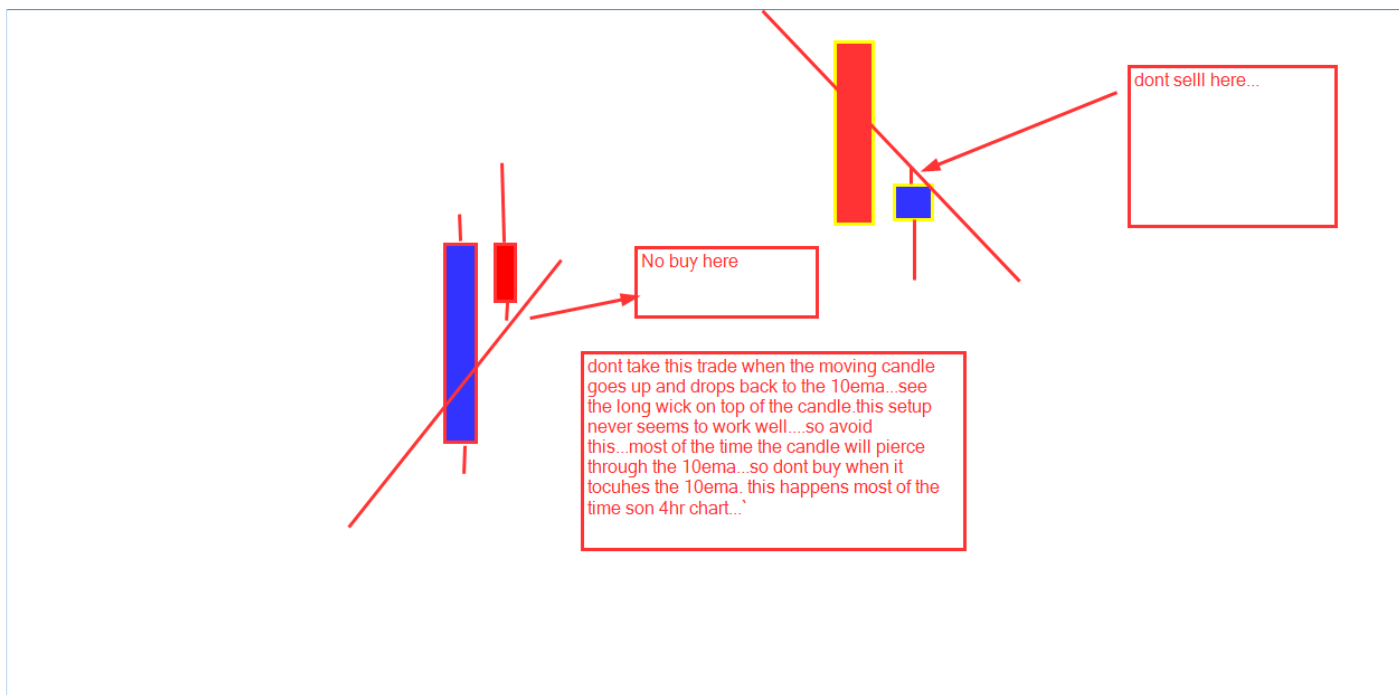 dont selll here...
No buy here
dont take this trade when the moving candle
goes up and drops back to the 10ema...see
the long wick on top of the candle.this setup
never seems to work well....so avoid
this...most of the time the candle will pierce
through the 10ema...so dont buy when it
tocuhes the 10ema. this happens most of the
time son 4hr chart...`